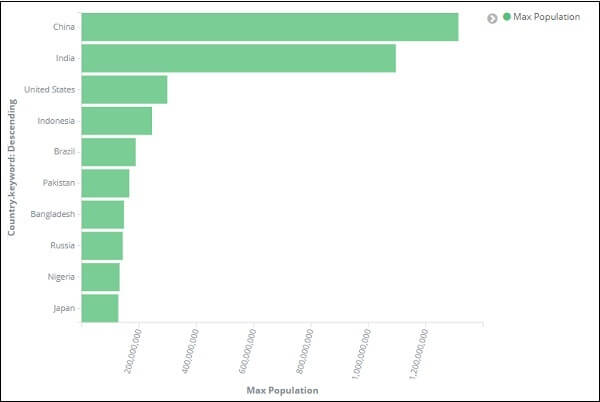 China
India
United States
Indonesia
Brazil
Pakistan
Bangladesh
Russia
Nigeria
Japan
Country.keyword: Descending
200,000,000
400,000,000
600,000,000
800,000,000
1,000,000,000
1,200,000,000
Max Population
Max Population